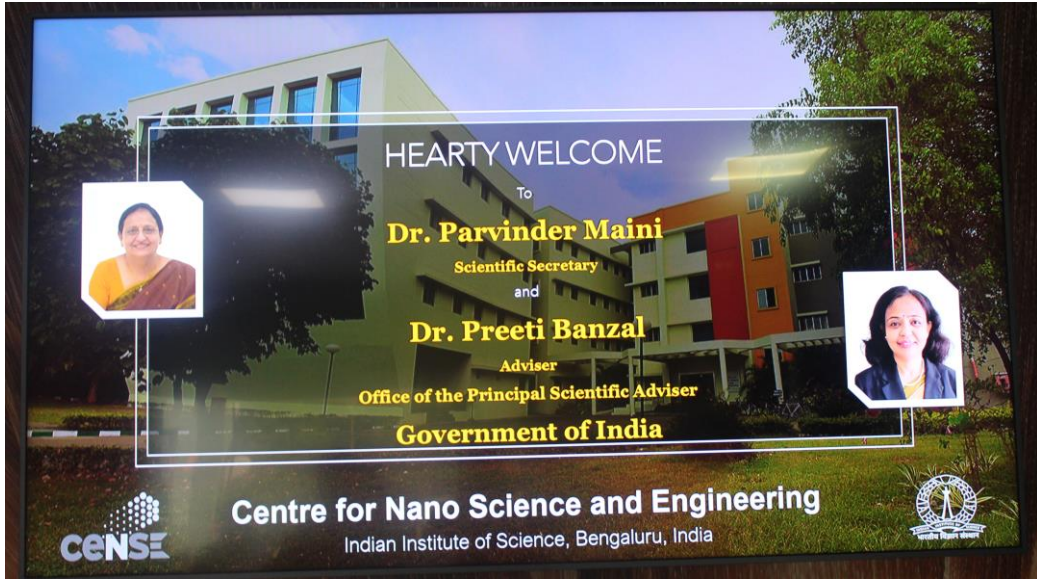 HEARTY WELCOME
To
Dr. Parvinder Maini
Scientific Secretary
and
Dr. Preeti Banzal
Adviser
Office of the Principal Scientific Adviser
Government of India
Centre for Nano Science and Engineering
Indian Institute of Science, Bengaluru, India
CeNSE
भारतीय विज्ञान संस्थान